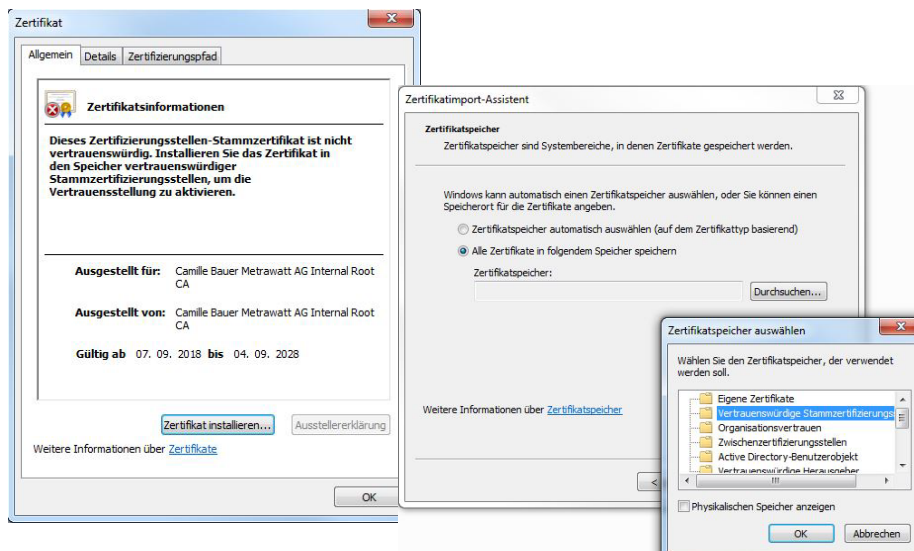 Zertifikat
Allgemein Details Zertifizierungspfad
Zertifikatsinformationen
Dieses Zertifizierungsstellen-Stammzertifikat ist nicht
vertrauenswürdig. Installieren Sie das Zertifikat in
den Speicher vertrauenswürdiger
Stammzertifizierungsstellen, um die
Vertrauensstellung zu aktivieren.
Ausgestellt für: Camille Bauer Metrawatt AG Internal Root
CA
Ausgestellt von: Camille Bauer Metrawatt AG Internal Root
CA
Gültig ab 07. 09. 2018 bis 04. 09. 2028
Zertifikat installieren... Ausstellererklärung
Weitere Informationen über Zertifikate
OK
Zertifikatimport-Assistent
Zertifikatspeicher
Zertifikatspeicher sind Systembereiche, in denen Zertifikate gespeichert werden.
Windows kann automatisch einen Zertifikatspeicher auswählen, oder Sie können einen
Speicherort für die Zertifikate angeben.
Zertifikatspeicher automatisch auswählen (auf dem Zertifikattyp basierend)
Alle Zertifikate in folgendem Speicher speichern
Zertifikatspeicher:
Durchsuchen...
Weitere Informationen über Zertifikatspeicher
<
Zertifikatspeicher auswählen
Wählen Sie den Zertifikatspeicher, der verwendet
werden soll.
Eigene Zertifikate
Vertrauenswürdige Stammzertifizierungs
Organisationsvertrauen
Zwischenzertifizierungsstellen
Active Directory-Benutzerobjekt
Vertrauenswürdige Herausgeber
Physikalischen Speicher anzeigen
OK Abbrechen